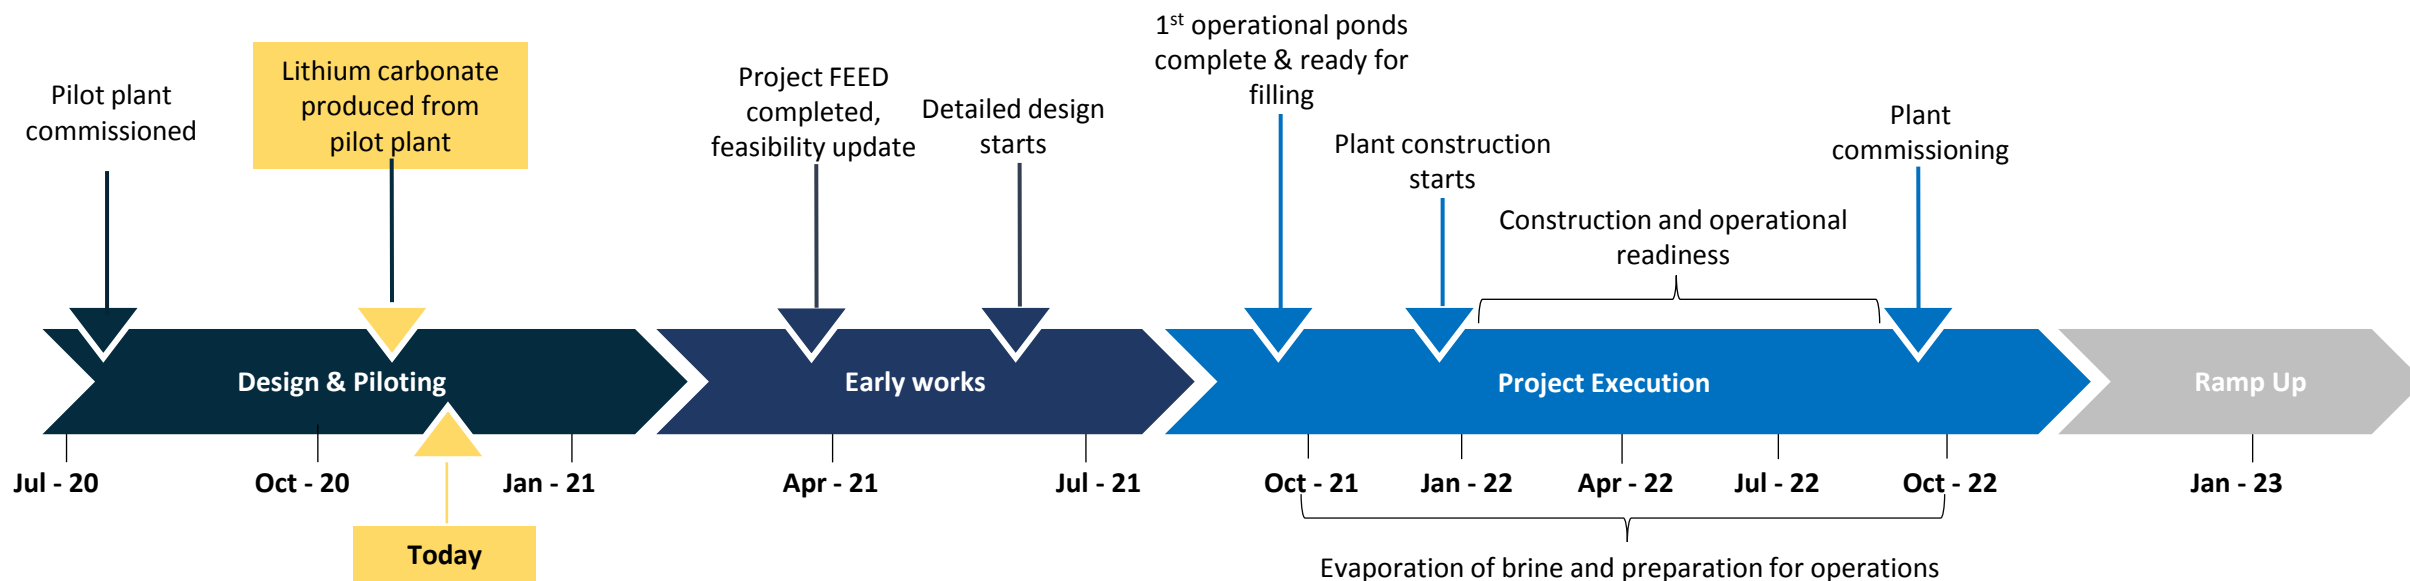 Pilot plant
commissioned
Lithium carbonate
produced from
pilot plant
Project FEED
completed,
feasibility update
Detailed design
starts
1st operational ponds
complete & ready for
filling
Plant construction
starts
Construction and operational
readiness
Plant
commissioning
Design & Piloting
Early works
Project Execution
Ramp Up
Jul - 20
Oct - 20
Jan - 21
Apr - 21
Jul - 21
Oct - 21
Jan - 22
Apr - 22
Jul - 22
Oct - 22
Jan - 23
Today
Evaporation of brine and preparation for operations